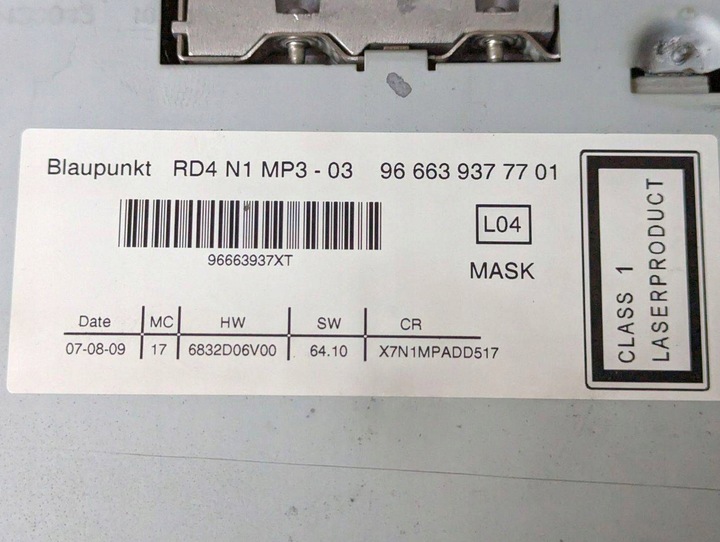 Blaupunkt RD4 N1 MP3 - 03 96 663 937 77 01
96663937XT
L04
MASK
CLASS 1
LASERPRODUCT
Date MC HW SW CR
07-08-09 17 6832D06V00 64.10 X7N1MPADD517